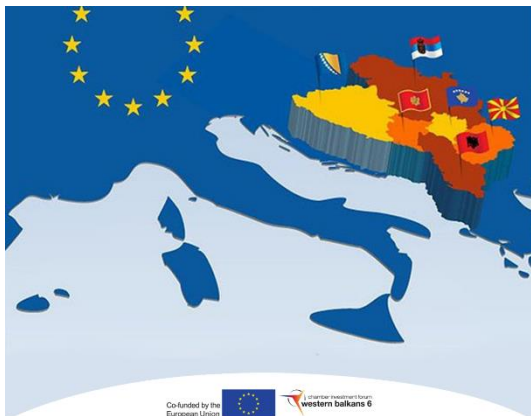 Co-funded by the
European Union
chamber investment forum
western balkans 6